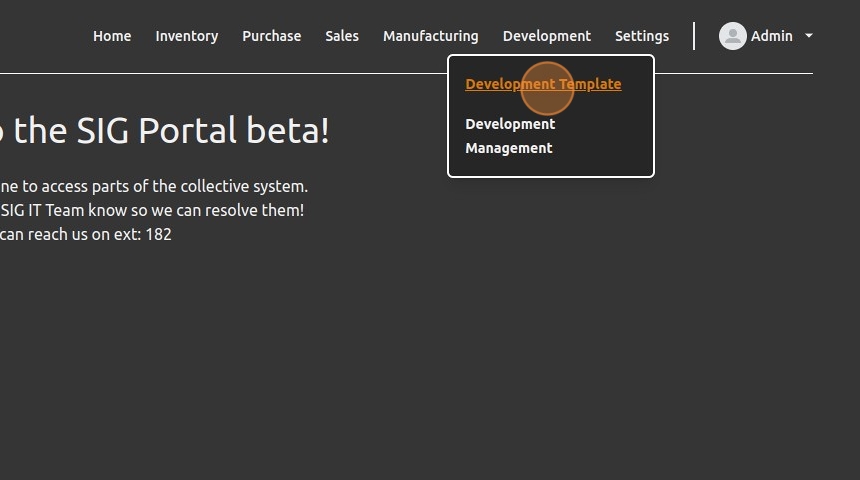 Home Inventory Purchase Sales Manufacturing Development Settings Admin
Development Template
Development
Management
the SIG Portal beta!
to access parts of the collective system.
SIG IT Team know so we can resolve them!
can reach us on ext: 182